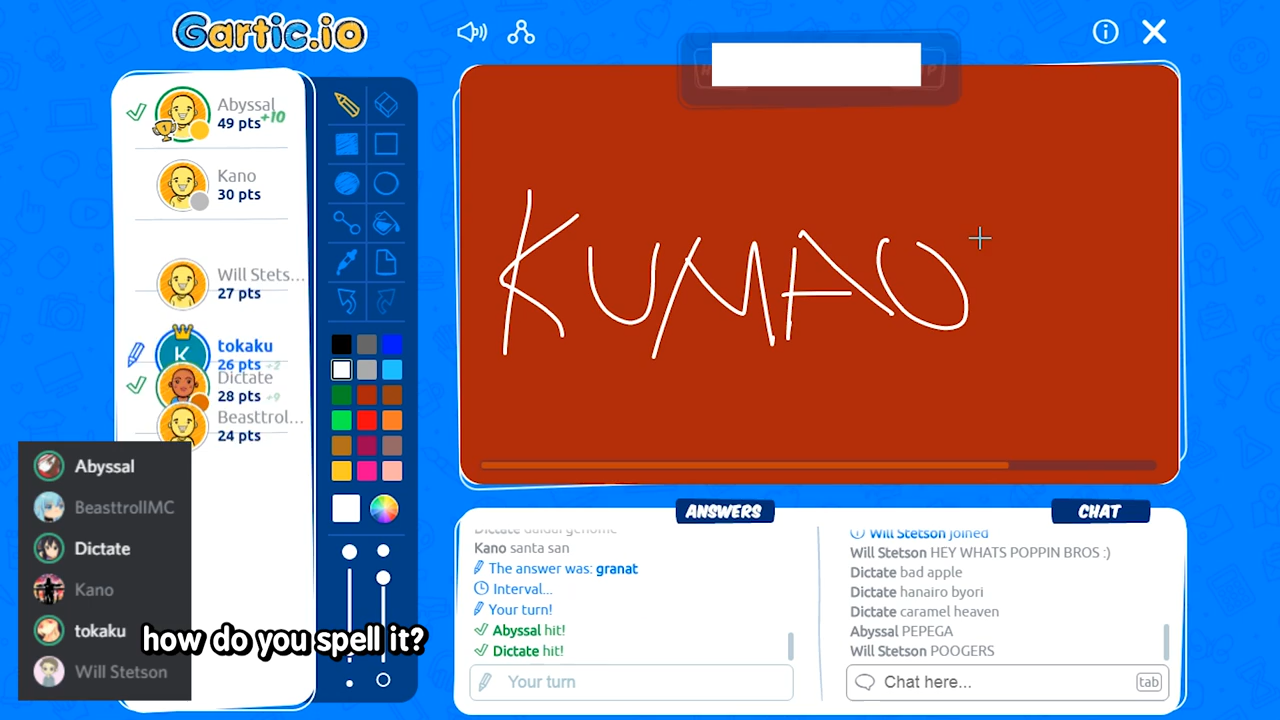 Gartic.io
Abyssal
49 pts
+10
Kano
30 pts
Will Stets...
27 pts
K
tokaku
26 pts
+2
Dictate
28 pts
+9
Beasttrol...
24 pts
Abyssal
BeasttrollMC
Dictate
Kano
tokaku
Will Stetson
how do you spell it?
KUMAO
ANSWERS
Dictate daidai genome
Kano santa san
The answer was: granat
Interval...
Your turn!
Abyssal hit!
Dictate hit!
Your turn
CHAT
Will Stetson joined
Will Stetson HEY WHATS POPPIN BROS :)
Dictate bad apple
Dictate hanairo byori
Dictate caramel heaven
Abyssal PEPEGA
Will Stetson POOGERS
Chat here...
tab